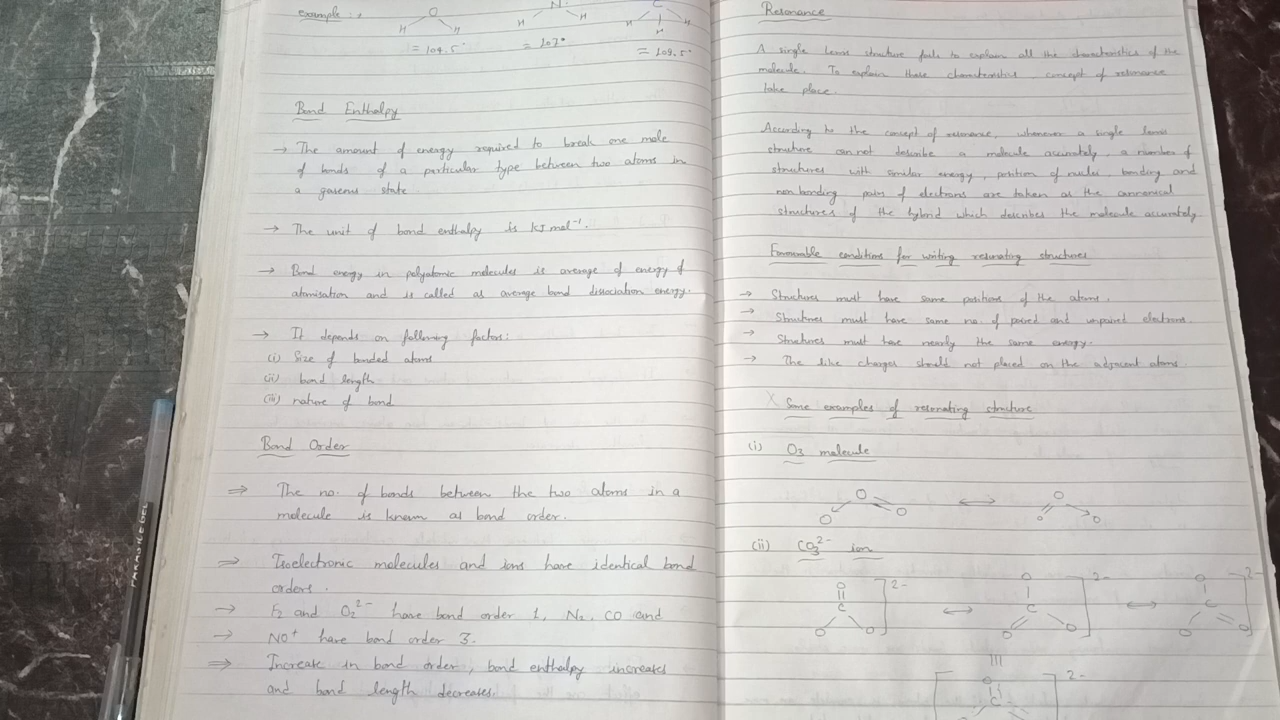 example :
O
H H
= 104.5°
N
H H
= 107°
C
H H
H
= 109.5°
Bond Enthalpy
→ The amount of energy required to break one mole
of bonds of a particular type between two atoms in
a gaseous state
→ The unit of bond enthalpy is kJ mol⁻¹.
→ Bond energy in polyatomic molecules is average of energy of
atomisation and is called as average bond dissociation energy.
→ It depends on following factors:
(i) Size of bonded atoms
(ii) bond length
(iii) nature of bond
Bond Order
⇒ The no. of bonds between the two atoms in a
molecule is known as bond order.
⇒ Isoelectronic molecules and ions have identical bond
orders.
→ F2 and O2²⁻ have bond order 1, N2, CO and
→ NO⁺ have bond order 3.
⇒ Increase in bond order, bond enthalpy increases
and bond length decreases.
PARAS ICE GEL
Resonance
A single lewis structure fails to explain all the characteristics of the
molecule. To explain these characteristics concept of resonance
take place.
According to the concept of resonance, whenever a single lewis
structure cannot describe a molecule accurately, a number of
structures with similar energy, position of nuclei, bonding and
non bonding pairs of electrons are taken as the cannonical
structures of the hybrid which describes the molecule accurately
Favourable conditions for writing resonating structures
→ Structures must have same positions of the atoms.
→ Structures must have same no. of paired and unpaired electrons.
→ Structures must have nearly the same energy.
→ The like charges should not placed on the adjacent atoms.
Some examples of resonating structure
(i) O3 molecule
O O O ↔ O O O
(ii) CO3²⁻ ion
O C O O 2- ↔ O C O O 2- ↔ O C O O 2-
O C 2-